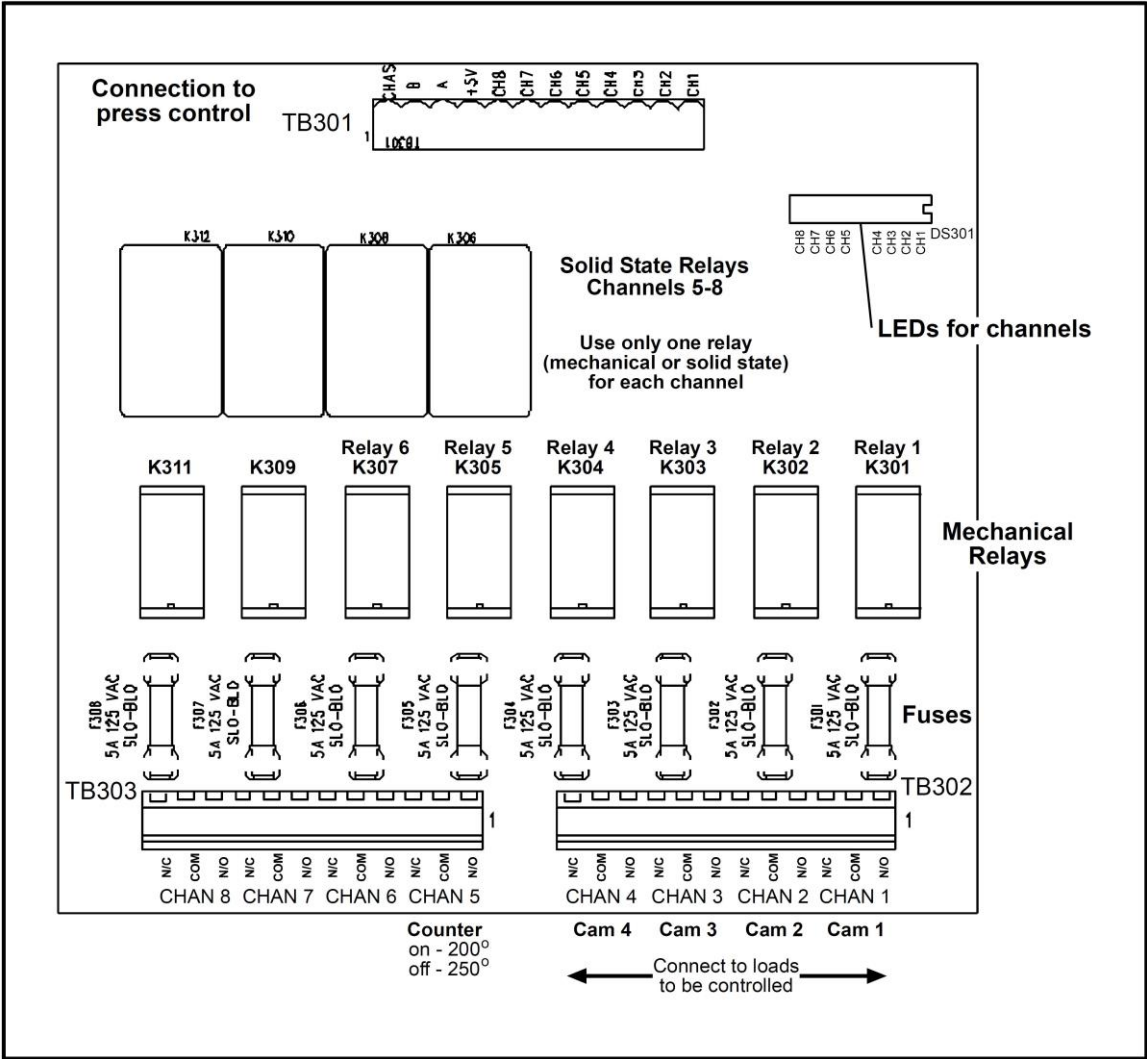 Connection to
press control
TB301
CHAS
B
A
+5V
CH8
CH7
CH6
CH5
CH4
CH3
CH2
CH1
1
TB301
CH8
CH7
CH6
CH5
CH4
CH3
CH2
CH1
DS301
LEDs for channels
K312
K310
K308
K306
Solid State Relays
Channels 5-8
Use only one relay
(mechanical or solid state)
for each channel
K311
K309
Relay 6
K307
Relay 5
K305
Relay 4
K304
Relay 3
K303
Relay 2
K302
Relay 1
K301
Mechanical
Relays
F308
5A 125 VAC
SLO-BLO
F307
5A 125 VAC
SLO-BLO
F306
5A 125 VAC
SLO-BLO
F305
5A 125 VAC
SLO-BLO
F304
5A 125 VAC
SLO-BLO
F303
5A 125 VAC
SLO-BLO
F302
5A 125 VAC
SLO-BLO
F301
5A 125 VAC
SLO-BLO
Fuses
TB303
1
TB302
1
N/C COM N/O N/C COM N/O N/C COM N/O N/C COM N/O
N/C COM N/O N/C COM N/O N/C COM N/O N/C COM N/O
CHAN 8 CHAN 7 CHAN 6 CHAN 5
CHAN 4 CHAN 3 CHAN 2 CHAN 1
Counter
on - 200°
off - 250°
Cam 4 Cam 3 Cam 2 Cam 1
Connect to loads
to be controlled